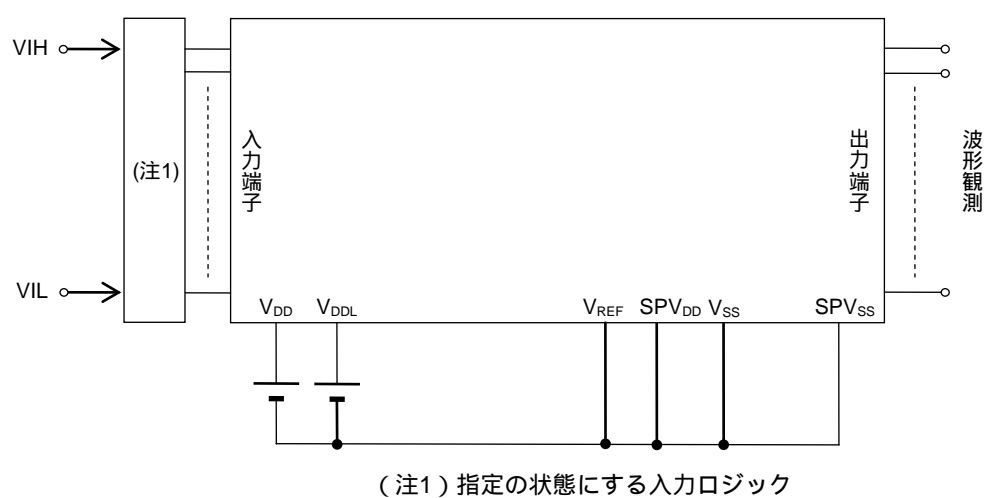 VIH
(注1)
VIL
入力端子
出力端子
波形観測
VDD VDDL VREF SPVDD VSS SPVSS
(注1)指定の状態にする入力ロジック